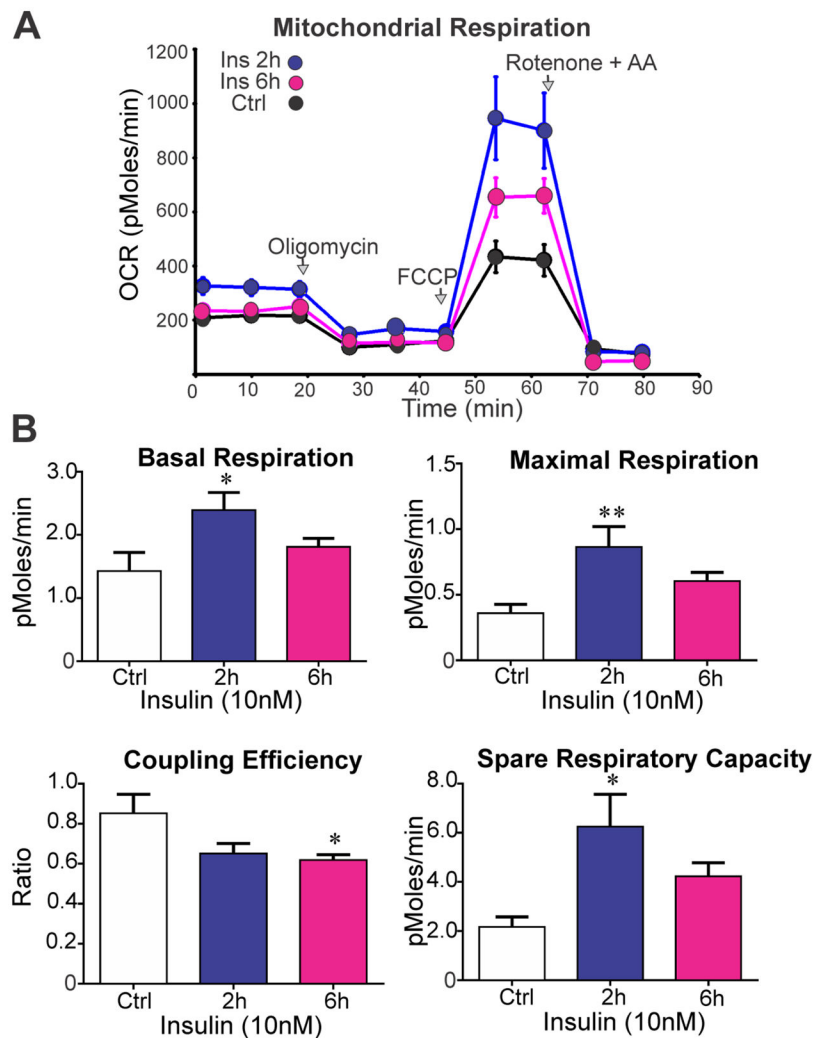 A
Mitochondrial Respiration
1200
1000
800
600
400
200
OCR (pMoles/min)
Ins 2h
Ins 6h
Ctrl
Oligomycin
FCCP
Rotenone + AA
0 10 20 30 40 50 60 70 80 90
Time (min)
B
Basal Respiration
3.0
2.0
1.0
0
pMoles/min
*
Ctrl 2h 6h
Insulin (10nM)
Maximal Respiration
1.5
1.0
0.5
0
pMoles/min
**
Ctrl 2h 6h
Insulin (10nM)
Coupling Efficiency
1.0
0.8
0.6
0.4
0.2
0
Ratio
*
Ctrl 2h 6h
Insulin (10nM)
Spare Respiratory Capacity
8.0
6.0
4.0
2.0
0
pMoles/min
*
Ctrl 2h 6h
Insulin (10nM)